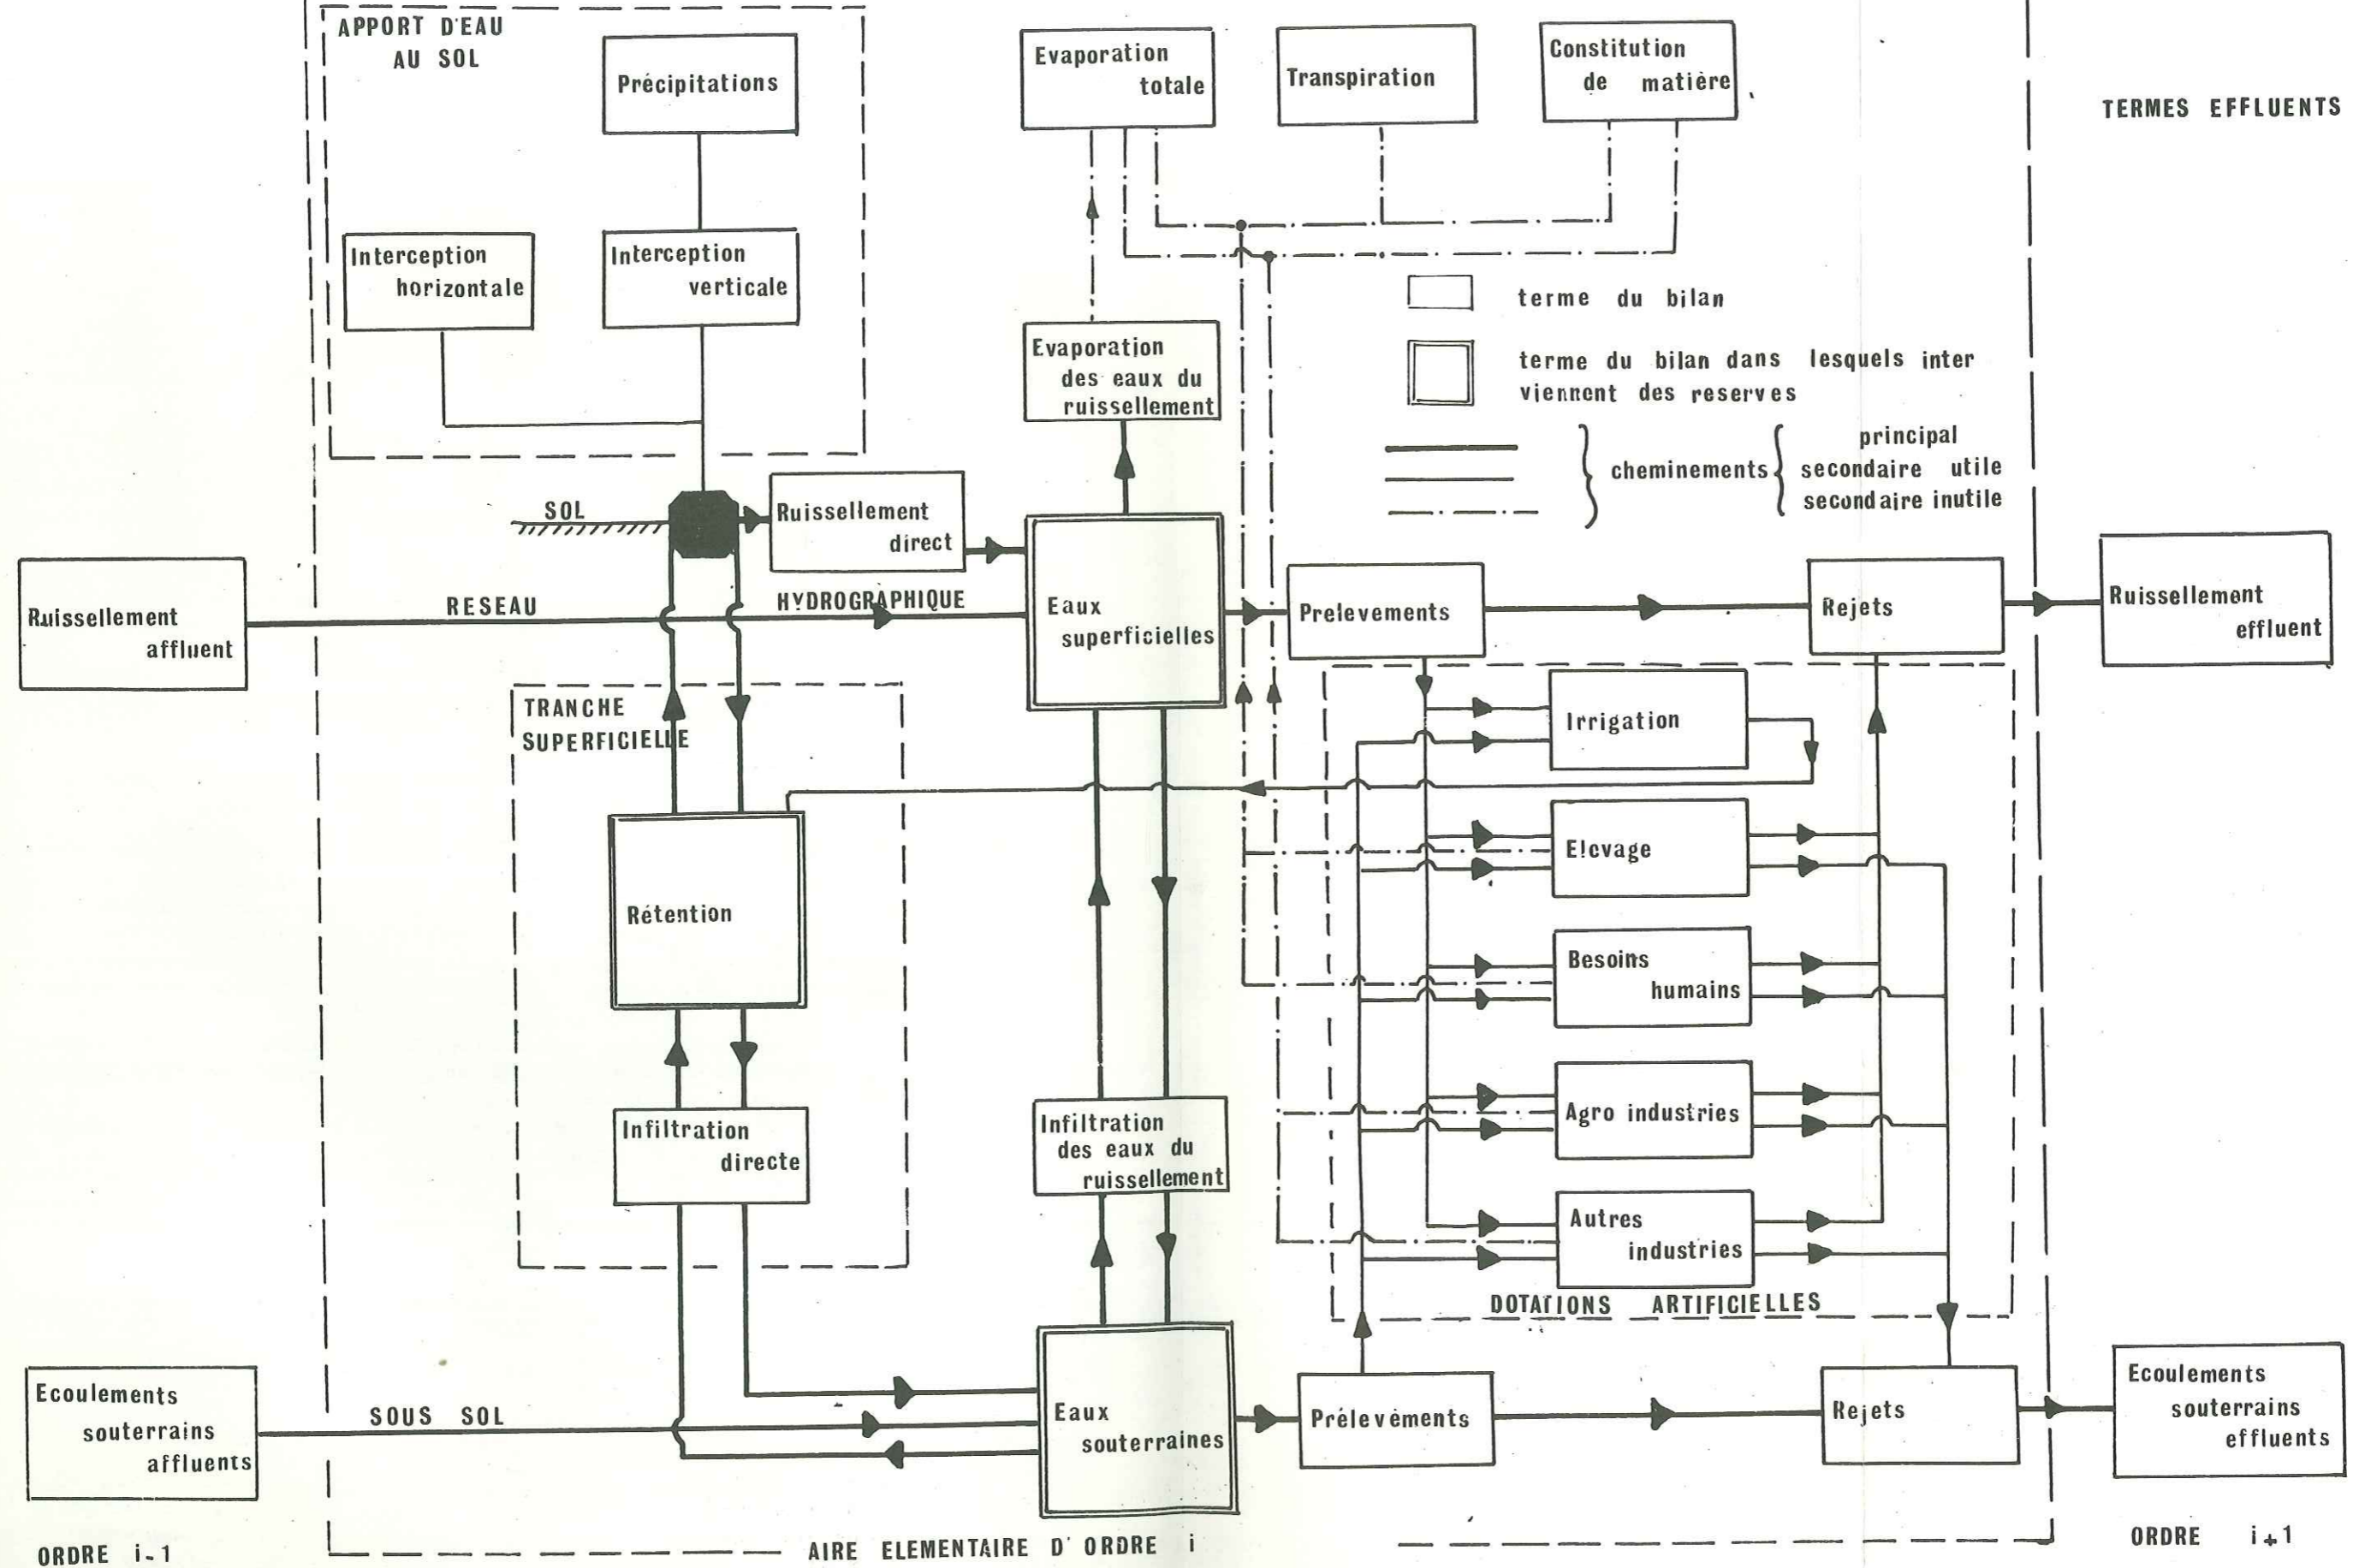 APPORT D'EAU
AU SOL
Précipitations
Interception
horizontale
Interception
verticale
Evaporation
totale
Transpiration
Constitution
de matière
TERMES EFFLUENTS
Evaporation
des eaux du
ruissellement
terme du bilan
terme du bilan dans lesquels inter
viennent des reserves
cheminements
principal
secondaire utile
secondaire inutile
SOL
Ruissellement
direct
Ruissellement
affluent
RESEAU HYDROGRAPHIQUE
Eaux
superficielles
Prelevements
Rejets
Ruissellement
effluent
TRANCHE
SUPERFICIELLE
Irrigation
Elevage
Rétention
Besoins
humains
Infiltration
directe
Infiltration
des eaux du
ruissellement
Agro industries
Autres
industries
DOTATIONS ARTIFICIELLES
Ecoulements
souterrains
affluents
SOUS SOL
Eaux
souterraines
Prélevèments
Rejets
Ecoulements
souterrains
effluents
ORDRE i-1
AIRE ELEMENTAIRE D'ORDRE i
ORDRE i+1